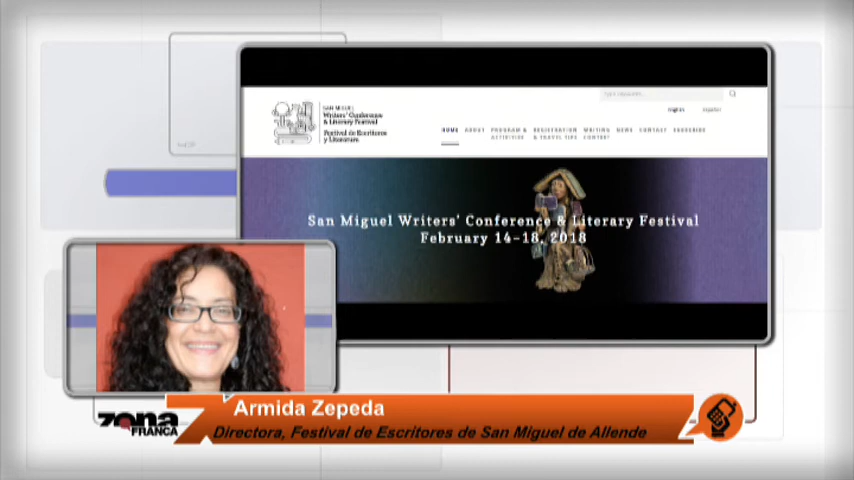 SAN MIGUEL
Writers' Conference
& Literary Festival
Festival de Escritores
y Literatura
español
HOME ABOUT PROGRAM & ACTIVITIES REGISTRATION & TRAVEL TIPS WRITING CONTEST NEWS CONTACT SUBSCRIBE
San Miguel Writers' Conference & Literary Festival
February 14-18, 2018
Armida Zepeda
Directora, Festival de Escritores de San Miguel de Allende
zona
FRANCA